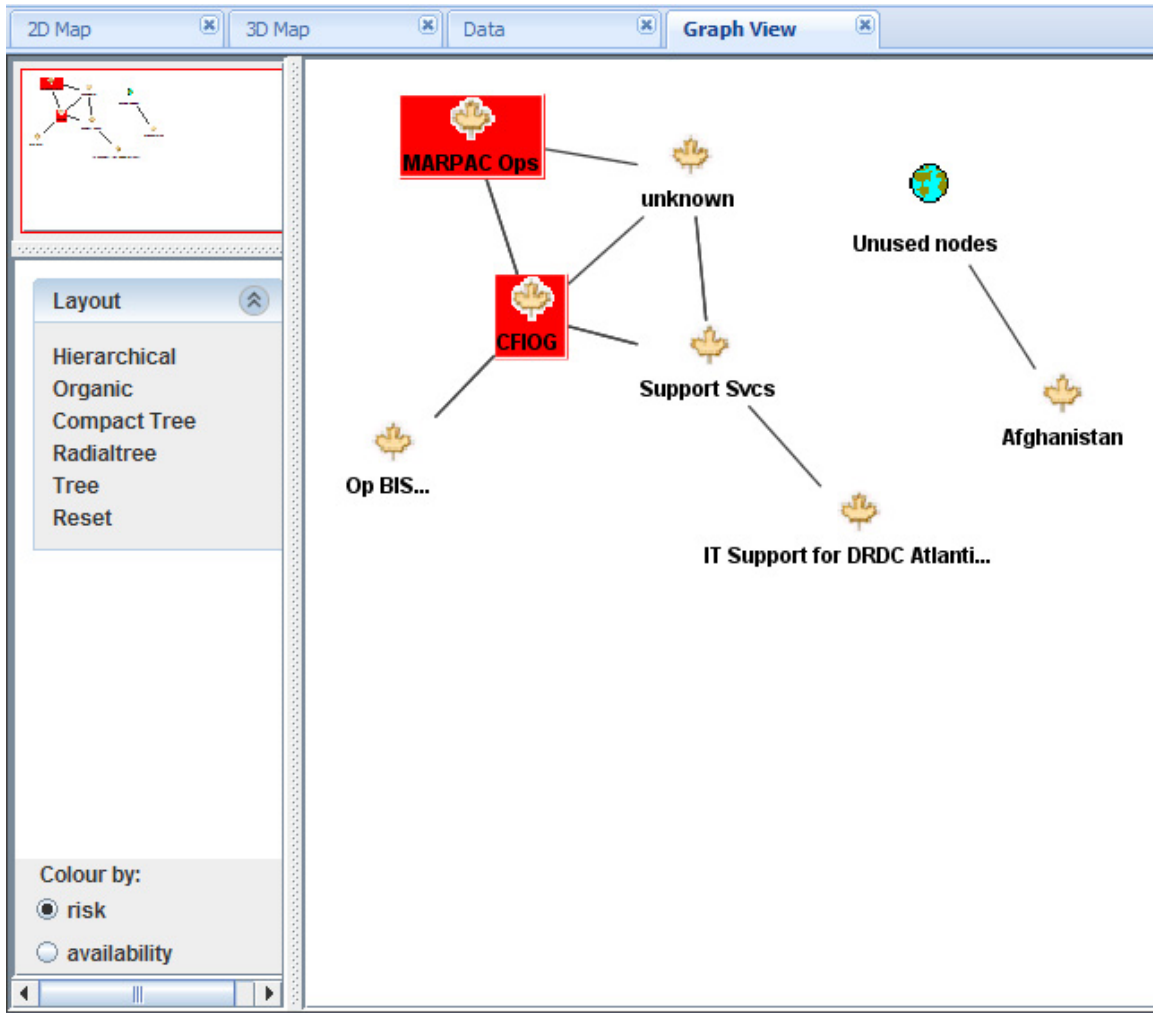 2D Map
3D Map
Data
Graph View
MARPAC Ops
unknown
Unused nodes
Layout
CFIOG
Hierarchical
Organic
Compact Tree
Radialtree
Tree
Reset
Support Svcs
Afghanistan
Op BIS...
IT Support for DRDC Atlanti...
Colour by:
risk
availability